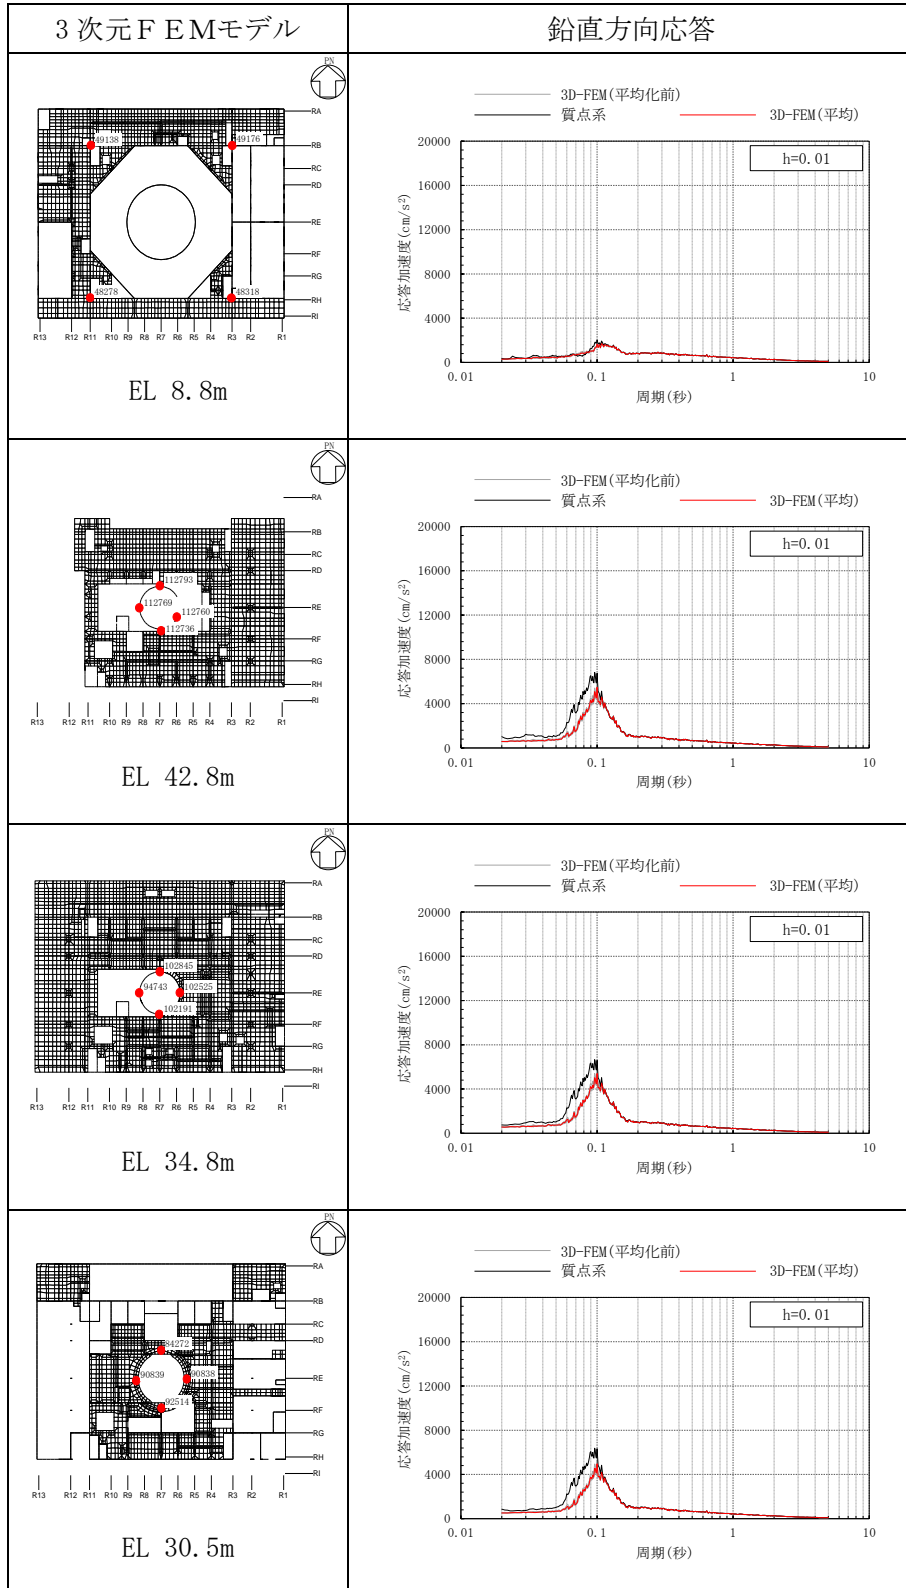 3次元ＦＥＭモデル
鉛直方向応答
PN
49138
49176
48278
48318
RA
RB
RC
RD
RE
RF
RG
RH
RI
R13 R12 R11 R10 R9 R8 R7 R6 R5 R4 R3 R2 R1
EL 8.8m
3D-FEM(平均化前)
質点系 3D-FEM(平均)
h=0.01
応答加速度(cm/s²)
20000
16000
12000
8000
4000
0
0.01 0.1 1 10
周期(秒)
PN
112793
112769
112760
112736
RA
RB
RC
RD
RE
RF
RG
RH
RI
R13 R12 R11 R10 R9 R8 R7 R6 R5 R4 R3 R2 R1
EL 42.8m
3D-FEM(平均化前)
質点系 3D-FEM(平均)
h=0.01
応答加速度(cm/s²)
20000
16000
12000
8000
4000
0
0.01 0.1 1 10
周期(秒)
PN
102845
94743
102525
102191
RA
RB
RC
RD
RE
RF
RG
RH
RI
R13 R12 R11 R10 R9 R8 R7 R6 R5 R4 R3 R2 R1
EL 34.8m
3D-FEM(平均化前)
質点系 3D-FEM(平均)
h=0.01
応答加速度(cm/s²)
20000
16000
12000
8000
4000
0
0.01 0.1 1 10
周期(秒)
PN
84272
90839
90838
92514
RA
RB
RC
RD
RE
RF
RG
RH
RI
R13 R12 R11 R10 R9 R8 R7 R6 R5 R4 R3 R2 R1
EL 30.5m
3D-FEM(平均化前)
質点系 3D-FEM(平均)
h=0.01
応答加速度(cm/s²)
20000
16000
12000
8000
4000
0
0.01 0.1 1 10
周期(秒)